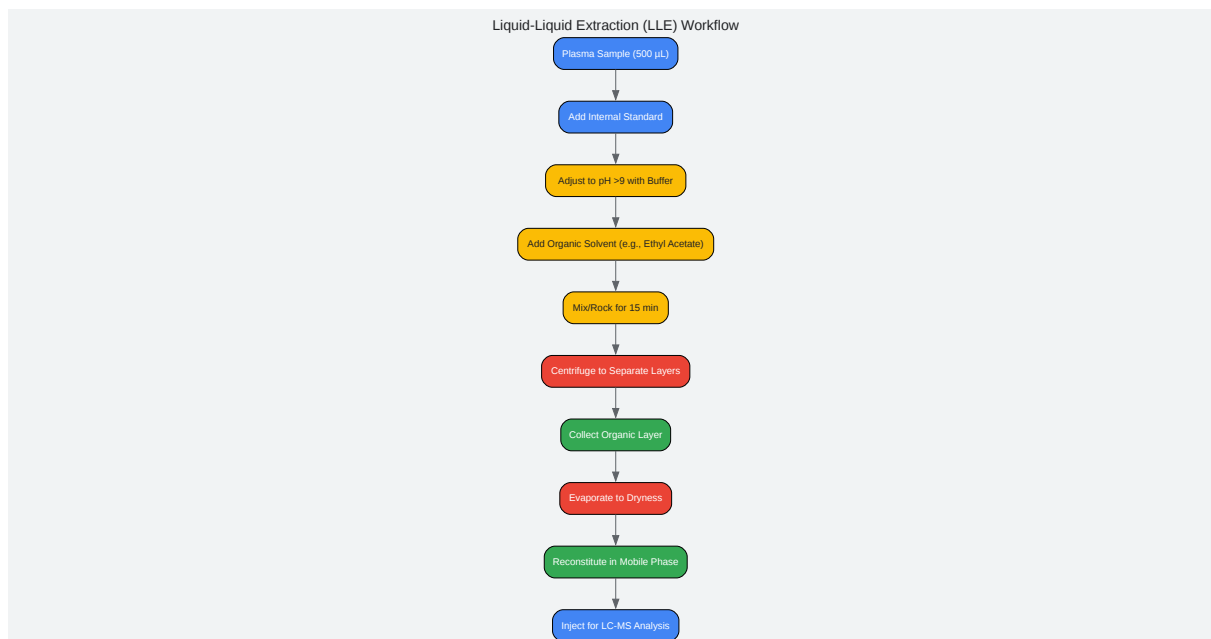 Liquid-Liquid Extraction (LLE) Workflow
Plasma Sample (500 µL)
Add Internal Standard
Adjust to pH >9 with Buffer
Add Organic Solvent (e.g., Ethyl Acetate)
Mix/Rock for 15 min
Centrifuge to Separate Layers
Collect Organic Layer
Evaporate to Dryness
Reconstitute in Mobile Phase
Inject for LC-MS Analysis